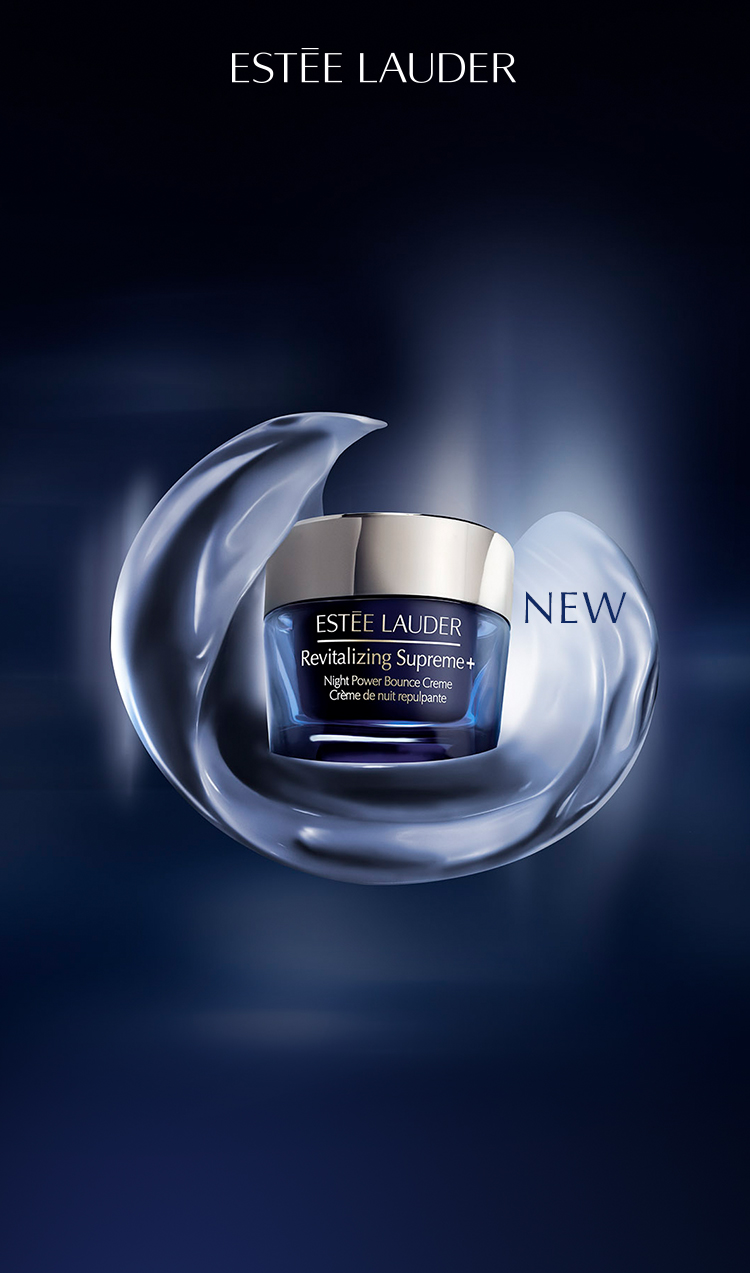 ESTĒE LAUDER
NEW
ESTĒE LAUDER
Revitalizing Supreme+
Night Power Bounce Creme
Crème de nuit repulpante